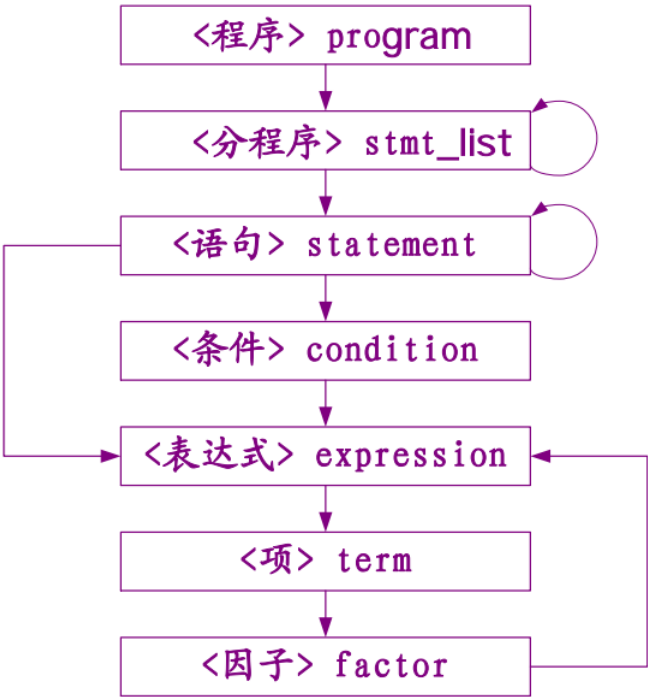 <程序> program
<分程序> stmt_list
<语句> statement
<条件> condition
<表达式> expression
<项> term
<因子> factor